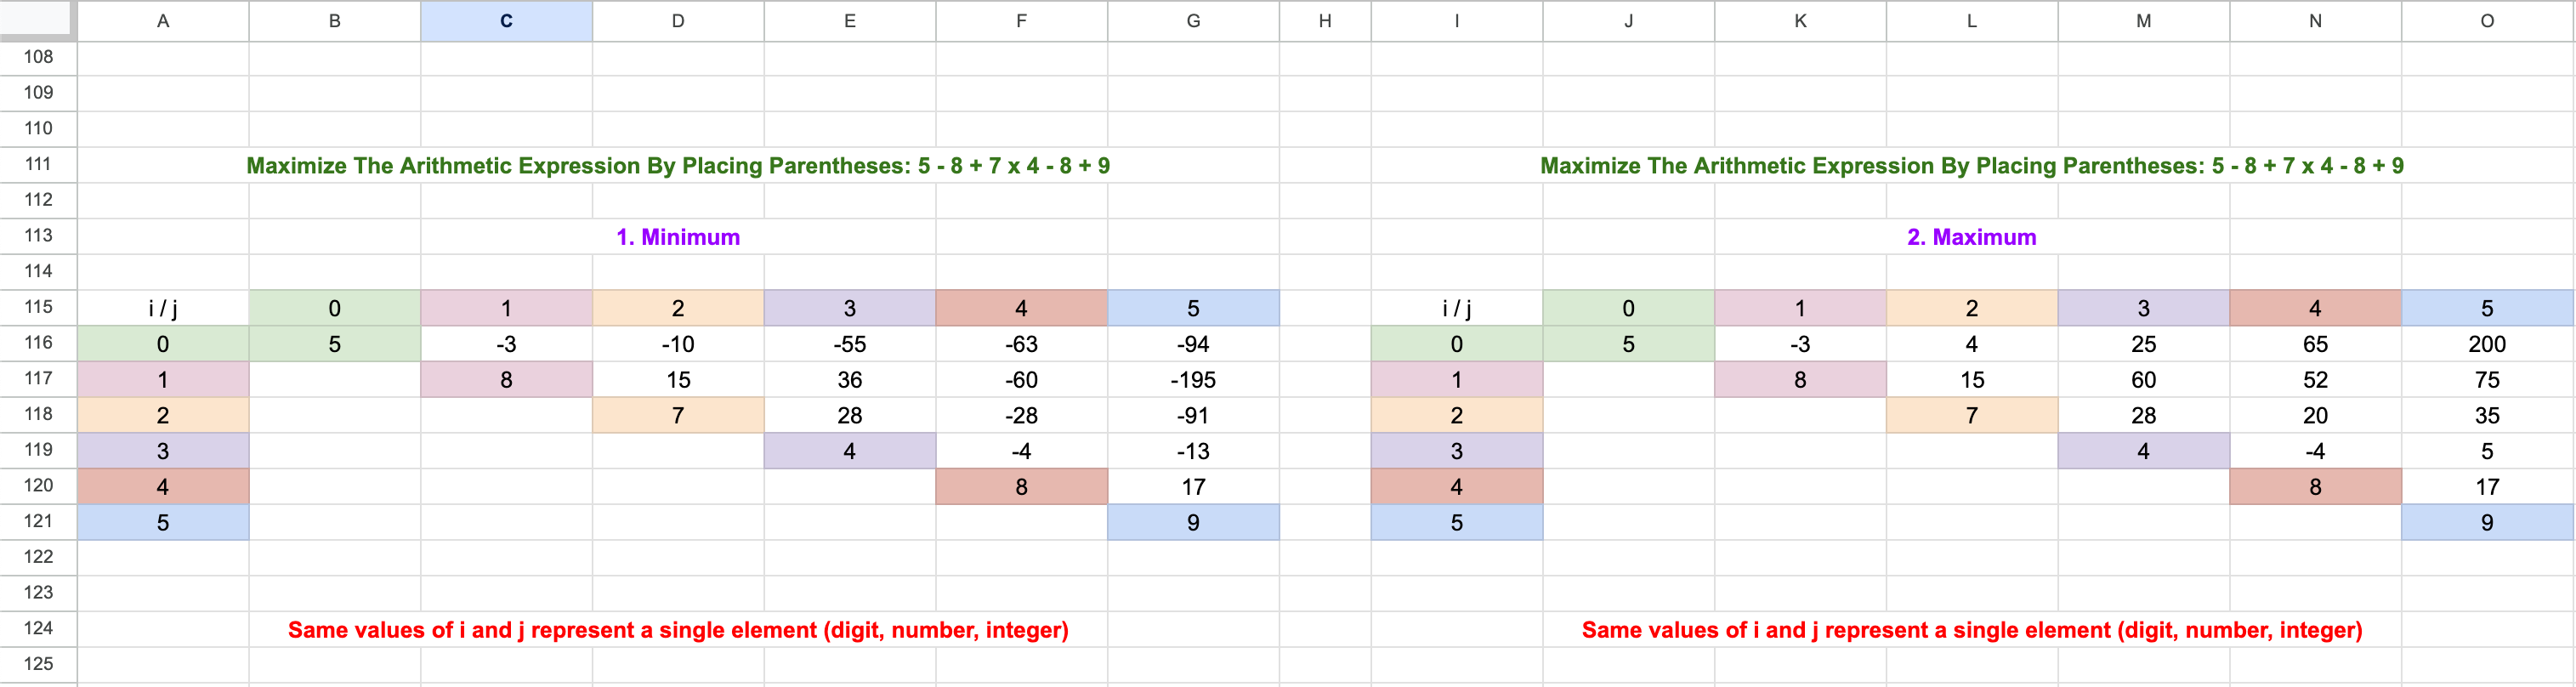 A B C D E F G H I J K L M N O
108
109
110
111 Maximize The Arithmetic Expression By Placing Parentheses: 5 - 8 + 7 x 4 - 8 + 9 Maximize The Arithmetic Expression By Placing Parentheses: 5 - 8 + 7 x 4 - 8 + 9
112
113 1. Minimum 2. Maximum
114
115 i / j 0 1 2 3 4 5 i / j 0 1 2 3 4 5
116 0 5 -3 -10 -55 -63 -94 0 5 -3 4 25 65 200
117 1 8 15 36 -60 -195 1 8 15 60 52 75
118 2 7 28 -28 -91 2 7 28 20 35
119 3 4 -4 -13 3 4 -4 5
120 4 8 17 4 8 17
121 5 9 5 9
122
123
124 Same values of i and j represent a single element (digit, number, integer) Same values of i and j represent a single element (digit, number, integer)
125